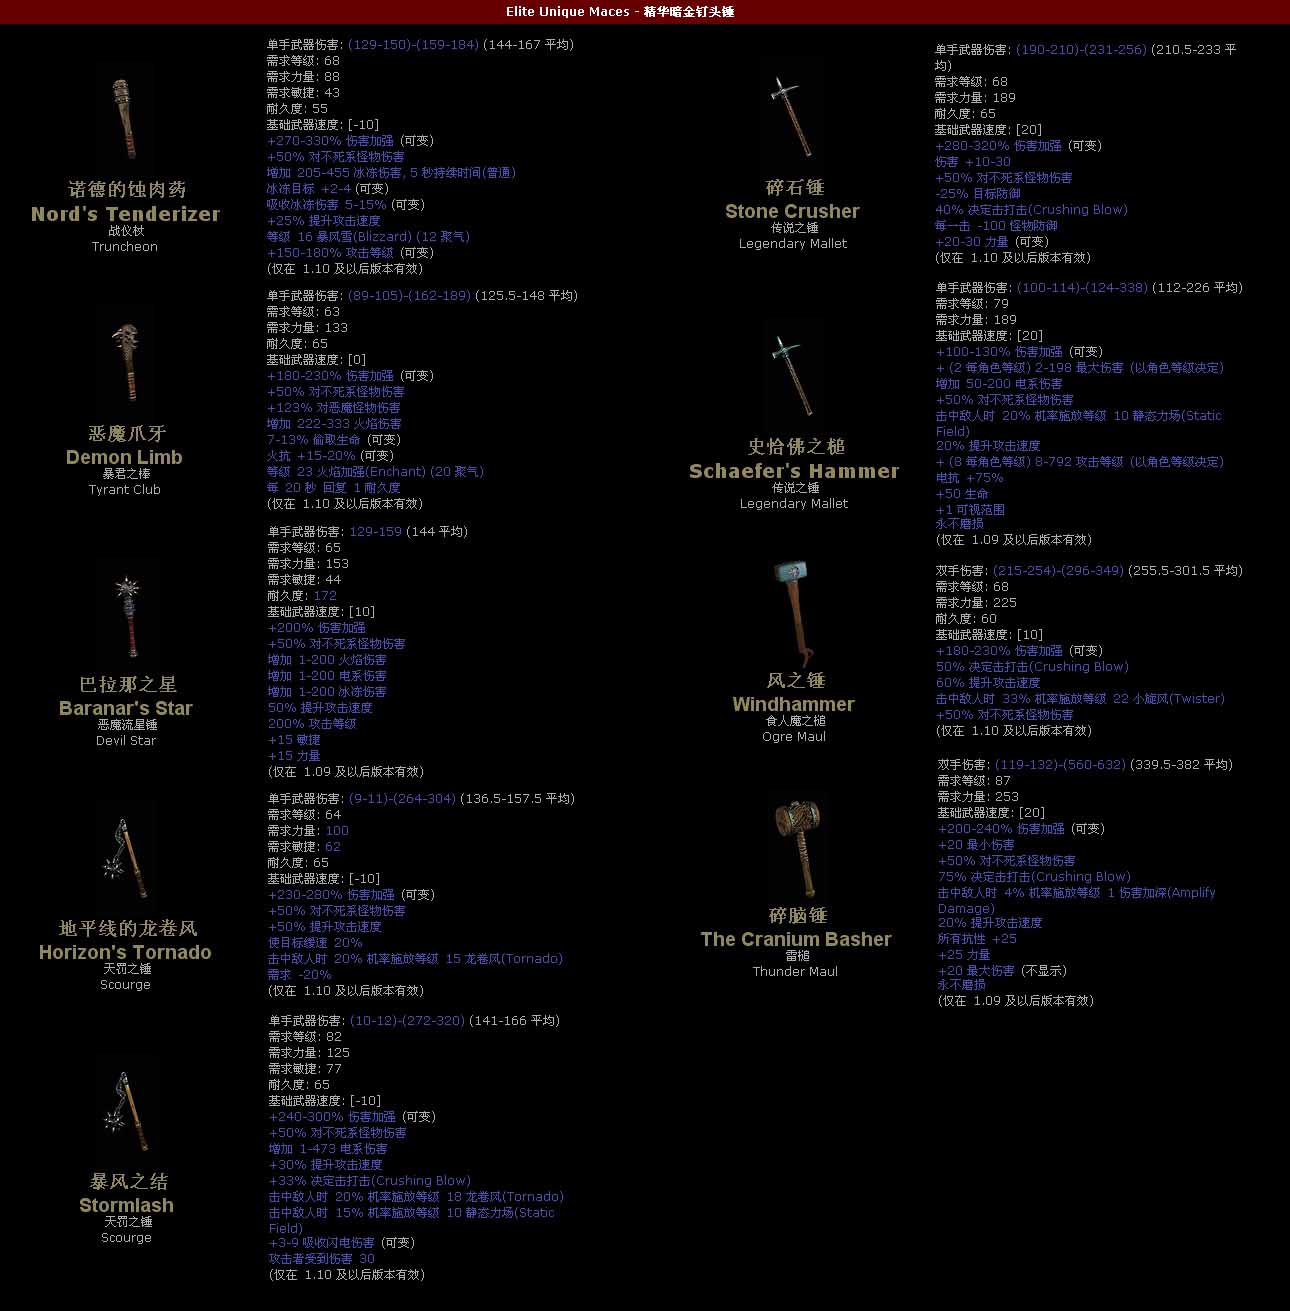 Elite Unique Maces - 精华暗金钉头锤
诺德的蚀肉药
Nord's Tenderizer
战仪杖
Truncheon
单手武器伤害: (129-150)-(159-184) (144-167 平均)
需求等级: 68
需求力量: 88
需求敏捷: 43
耐久度: 55
基础武器速度: [-10]
+270-330% 伤害加强 (可变)
+50% 对不死系怪物伤害
增加 205-455 冰冻伤害, 5 秒持续时间(普通)
冰冻目标 +2-4 (可变)
吸收冰冻伤害 5-15% (可变)
+25% 提升攻击速度
等级 16 暴风雪(Blizzard) (12 聚气)
+150-180% 攻击等级 (可变)
(仅在 1.10 及以后版本有效)
恶魔爪牙
Demon Limb
暴君之棒
Tyrant Club
单手武器伤害: (89-105)-(162-189) (125.5-148 平均)
需求等级: 63
需求力量: 133
耐久度: 65
基础武器速度: [0]
+180-230% 伤害加强 (可变)
+50% 对不死系怪物伤害
+123% 对恶魔怪物伤害
增加 222-333 火焰伤害
7-13% 偷取生命 (可变)
火抗 +15-20% (可变)
等级 23 火焰加强(Enchant) (20 聚气)
每 20 秒 回复 1 耐久度
(仅在 1.10 及以后版本有效)
巴拉那之星
Baranar's Star
恶魔流星锤
Devil Star
单手武器伤害: 129-159 (144 平均)
需求等级: 65
需求力量: 153
需求敏捷: 44
耐久度: 172
基础武器速度: [10]
+200% 伤害加强
+50% 对不死系怪物伤害
增加 1-200 火焰伤害
增加 1-200 电系伤害
增加 1-200 冰冻伤害
50% 提升攻击速度
200% 攻击等级
+15 敏捷
+15 力量
(仅在 1.09 及以后版本有效)
地平线的龙卷风
Horizon's Tornado
天罚之锤
Scourge
单手武器伤害: (9-11)-(264-304) (136.5-157.5 平均)
需求等级: 64
需求力量: 100
需求敏捷: 62
耐久度: 65
基础武器速度: [-10]
+230-280% 伤害加强 (可变)
+50% 对不死系怪物伤害
+50% 提升攻击速度
使目标缓速 20%
击中敌人时 20% 机率施放等级 15 龙卷风(Tornado)
需求 -20%
(仅在 1.10 及以后版本有效)
暴风之结
Stormlash
天罚之锤
Scourge
单手武器伤害: (10-12)-(272-320) (141-166 平均)
需求等级: 82
需求力量: 125
需求敏捷: 77
耐久度: 65
基础武器速度: [-10]
+240-300% 伤害加强 (可变)
+50% 对不死系怪物伤害
增加 1-473 电系伤害
+30% 提升攻击速度
+33% 决定击打击(Crushing Blow)
击中敌人时 20% 机率施放等级 18 龙卷风(Tornado)
击中敌人时 15% 机率施放等级 10 静态力场(Static
Field)
+3-9 吸收闪电伤害 (可变)
攻击者受到伤害 30
(仅在 1.10 及以后版本有效)
碎石锤
Stone Crusher
传说之锤
Legendary Mallet
单手武器伤害: (190-210)-(231-256) (210.5-233 平
均)
需求等级: 68
需求力量: 189
耐久度: 65
基础武器速度: [20]
+280-320% 伤害加强 (可变)
伤害 +10-30
+50% 对不死系怪物伤害
-25% 目标防御
40% 决定击打击(Crushing Blow)
每一击 -100 怪物防御
+20-30 力量 (可变)
(仅在 1.10 及以后版本有效)
史恰佛之槌
Schaefer's Hammer
传说之锤
Legendary Mallet
单手武器伤害: (100-114)-(124-338) (112-226 平均)
需求等级: 79
需求力量: 189
基础武器速度: [20]
+100-130% 伤害加强 (可变)
+ (2 每角色等级) 2-198 最大伤害 (以角色等级决定)
增加 50-200 电系伤害
+50% 对不死系怪物伤害
击中敌人时 20% 机率施放等级 10 静态力场(Static
Field)
20% 提升攻击速度
+ (8 每角色等级) 8-792 攻击等级 (以角色等级决定)
电抗 +75%
+50 生命
+1 可视范围
永不磨损
(仅在 1.09 及以后版本有效)
风之锤
Windhammer
食人魔之槌
Ogre Maul
双手伤害: (215-254)-(296-349) (255.5-301.5 平均)
需求等级: 68
需求力量: 225
耐久度: 60
基础武器速度: [10]
+180-230% 伤害加强 (可变)
50% 决定击打击(Crushing Blow)
60% 提升攻击速度
击中敌人时 33% 机率施放等级 22 小旋风(Twister)
+50% 对不死系怪物伤害
(仅在 1.10 及以后版本有效)
碎脑锤
The Cranium Basher
雷槌
Thunder Maul
双手伤害: (119-132)-(560-632) (339.5-382 平均)
需求等级: 87
需求力量: 253
基础武器速度: [20]
+200-240% 伤害加强 (可变)
+20 最小伤害
+50% 对不死系怪物伤害
75% 决定击打击(Crushing Blow)
击中敌人时 4% 机率施放等级 1 伤害加深(Amplify
Damage)
20% 提升攻击速度
所有抗性 +25
+25 力量
+20 最大伤害 (不显示)
永不磨损
(仅在 1.09 及以后版本有效)